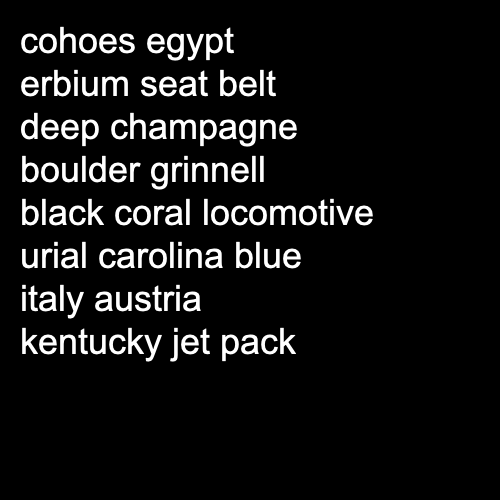 cohoes egypt
erbium seat belt
deep champagne
boulder grinnell
black coral locomotive
urial carolina blue
italy austria
kentucky jet pack